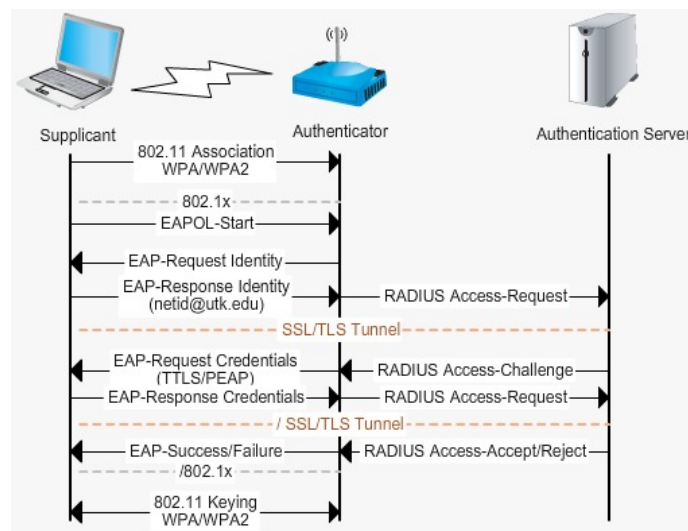 Supplicant
Authenticator
Authentication Server
802.11 Association
WPA/WPA2
802.1x
EAPOL-Start
EAP-Request Identity
EAP-Response Identity
(netid@utk.edu)
RADIUS Access-Request
SSL/TLS Tunnel
EAP-Request Credentials
(TTLS/PEAP)
RADIUS Access-Challenge
EAP-Response Credentials
RADIUS Access-Request
/ SSL/TLS Tunnel
EAP-Success/Failure
RADIUS Access-Accept/Reject
/802.1x
802.11 Keying
WPA/WPA2